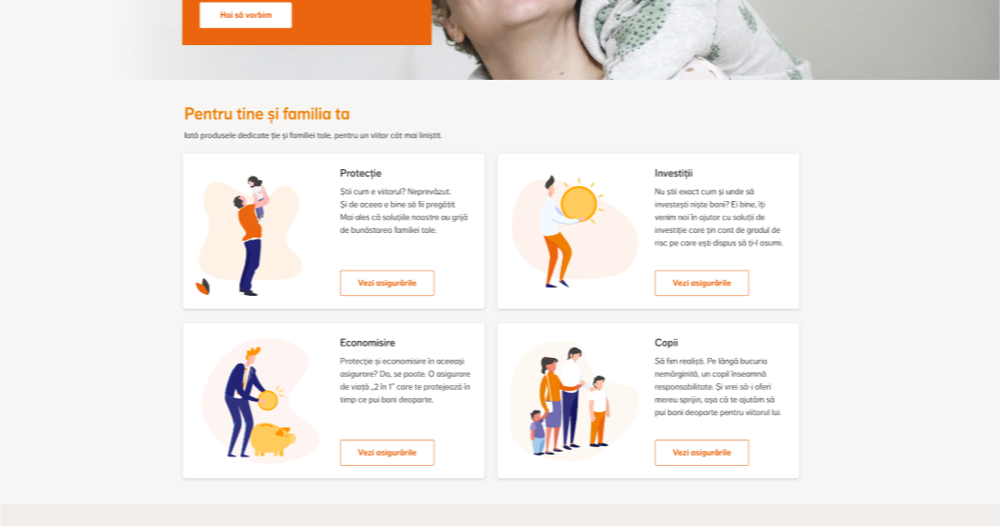 Hai să vorbim
Pentru tine și familia ta
Iată produsele dedicate ție și familiei tale, pentru un viitor cât mai liniștit.
Protecție
Știi cum e viitorul? Neprevăzut.
Și de aceea e bine să fii pregătit.
Mai ales că soluțiile noastre au grijă
de bunăstarea familiei tale.
Vezi asigurările
Investiții
Nu știi exact cum și unde să
investești niște bani? Ei bine, îți
venim noi în ajutor cu soluții de
investiție care țin cont de gradul de
risc pe care ești dispus să ți-l asumi.
Vezi asigurările
Economisire
Protecție și economisire în aceeași
asigurare? Da, se poate. O asigurare
de viață „2 în 1” care te protejează în
timp ce pui bani deoparte.
Vezi asigurările
Copii
Să fim realiști. Pe lângă bucuria
nemărginită, un copil înseamnă
responsabilitate. Și vrei să-i oferi
mereu sprijin, așa că te ajutăm să
pui bani deoparte pentru viitorul lui.
Vezi asigurările